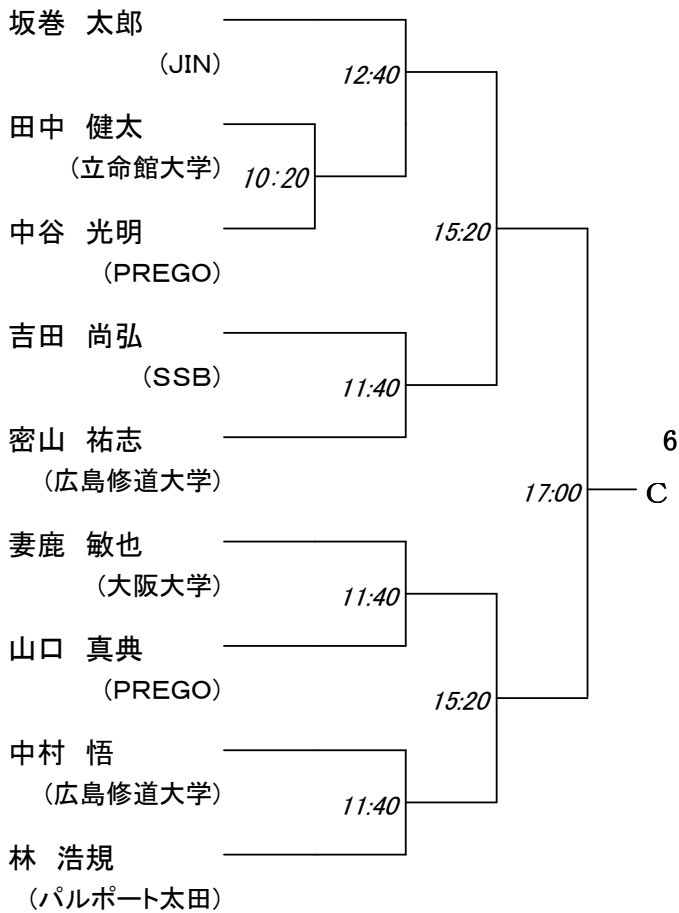 坂巻　太郎
（JIN）
12:40
田中　健太
（立命館大学）
10：20
中谷　光明
（PREGO）
15:20
吉田　尚弘
（SSB）
11:40
密山　祐志
（広島修道大学）
6
17:00
C
妻鹿　敏也
（大阪大学）
11:40
山口　真典
（PREGO）
15:20
中村　悟
（広島修道大学）
11:40
林　浩規
（パルポート太田）